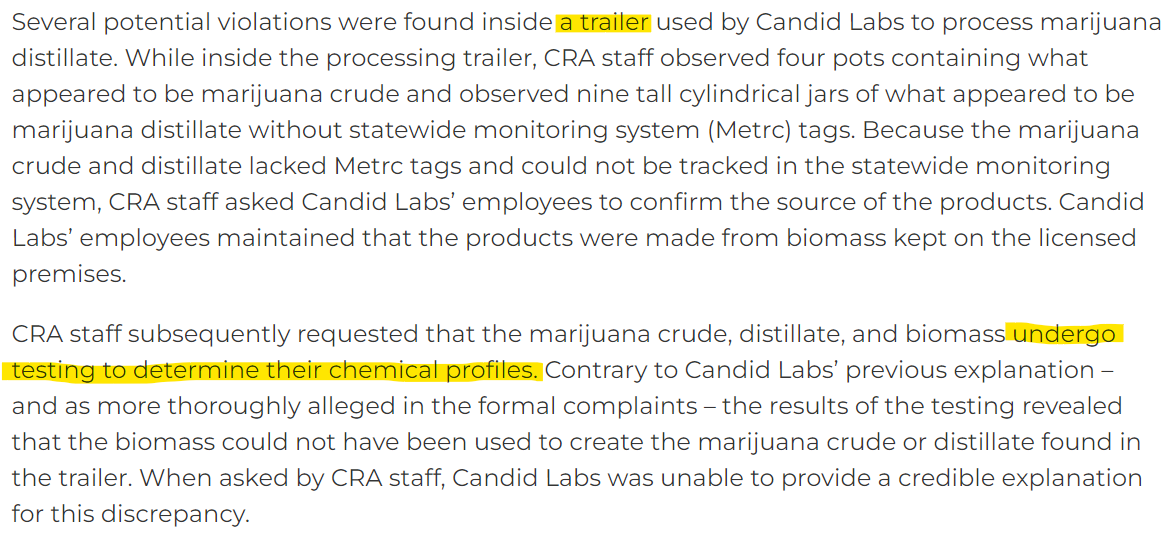 Several potential violations were found inside a trailer used by Candid Labs to process marijuana
distillate. While inside the processing trailer, CRA staff observed four pots containing what
appeared to be marijuana crude and observed nine tall cylindrical jars of what appeared to be
marijuana distillate without statewide monitoring system (Metrc) tags. Because the marijuana
crude and distillate lacked Metrc tags and could not be tracked in the statewide monitoring
system, CRA staff asked Candid Labs’ employees to confirm the source of the products. Candid
Labs’ employees maintained that the products were made from biomass kept on the licensed
premises.
CRA staff subsequently requested that the marijuana crude, distillate, and biomass undergo
testing to determine their chemical profiles. Contrary to Candid Labs’ previous explanation –
and as more thoroughly alleged in the formal complaints – the results of the testing revealed
that the biomass could not have been used to create the marijuana crude or distillate found in
the trailer. When asked by CRA staff, Candid Labs was unable to provide a credible explanation
for this discrepancy.